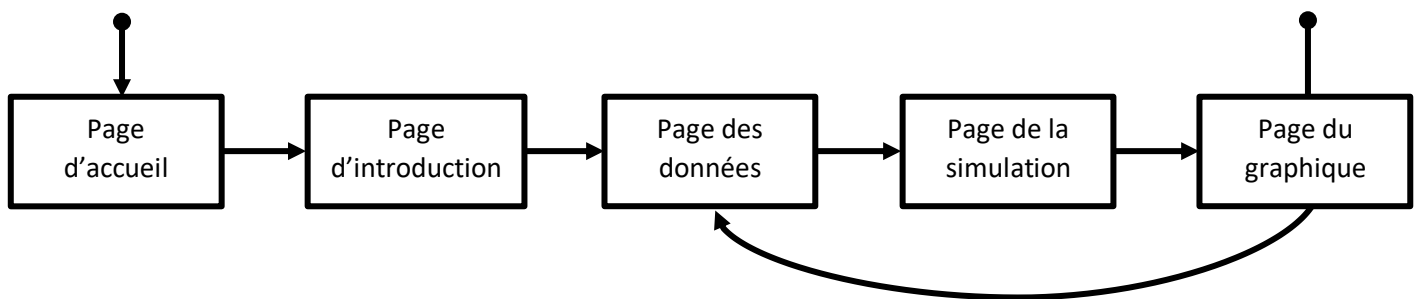 Page
d’accueil
Page
d’introduction
Page des
données
Page de la
simulation
Page du
graphique